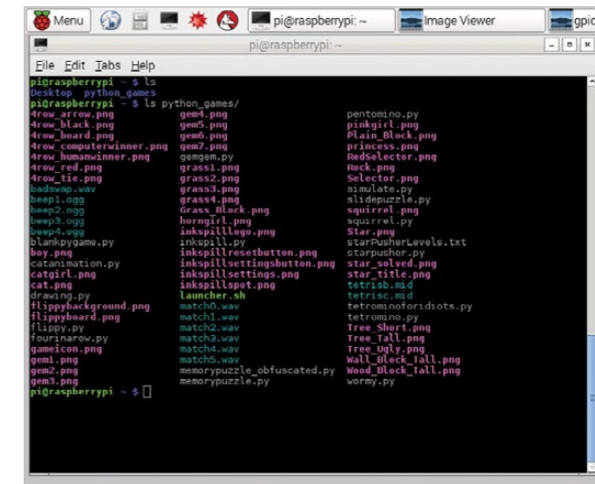 Menu pi@raspberrypi: ~ Image Viewer gpic
pi@raspberrypi: ~
File Edit Tabs Help
pi@raspberrypi ~ $ ls
Desktop python_games
pi@raspberrypi ~ $ ls python_games/
4row_arrow.png gem4.png pentomino.py
4row_black.png gem5.png pinkgirl.png
4row_board.png gem6.png Plain_Block.png
4row_computerwinner.png gem7.png princess.png
4row_humanwinner.png gemgem.py RedSelector.png
4row_red.png grass1.png Rock.png
4row_tie.png grass2.png Selector.png
badswap.wav grass3.png simulate.py
beep1.ogg grass4.png slidepuzzle.py
beep2.ogg Grass_Block.png squirrel.png
beep3.ogg horngirl.png squirrel.py
beep4.ogg inkspilllogo.png Star.png
blankpygame.py inkspill.py starPusherLevels.txt
boy.png inkspillresetbutton.png starpusher.py
catanimation.py inkspillsettingsbutton.png star_solved.png
catgirl.png inkspillsettings.png star_title.png
cat.png inkspillspot.png tetrisb.mid
drawing.py launcher.sh tetrisc.mid
flippybackground.png match0.wav tetrominoforidiots.py
flippyboard.png match1.wav tetromino.py
flippy.py match2.wav Tree_Short.png
fourinarow.py match3.wav Tree_Tall.png
gameicon.png match4.wav Tree_Ugly.png
gem1.png match5.wav Wall_Block_Tall.png
gem2.png memorypuzzle_obfuscated.py Wood_Block_Tall.png
gem3.png memorypuzzle.py wormy.py
pi@raspberrypi ~ $